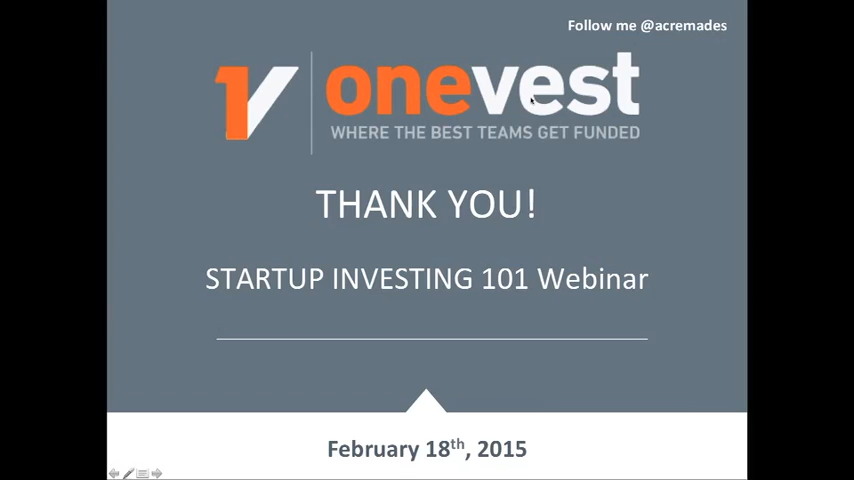 Follow me @acremades
1V onevest
WHERE THE BEST TEAMS GET FUNDED
THANK YOU!
STARTUP INVESTING 101 Webinar
February 18th, 2015